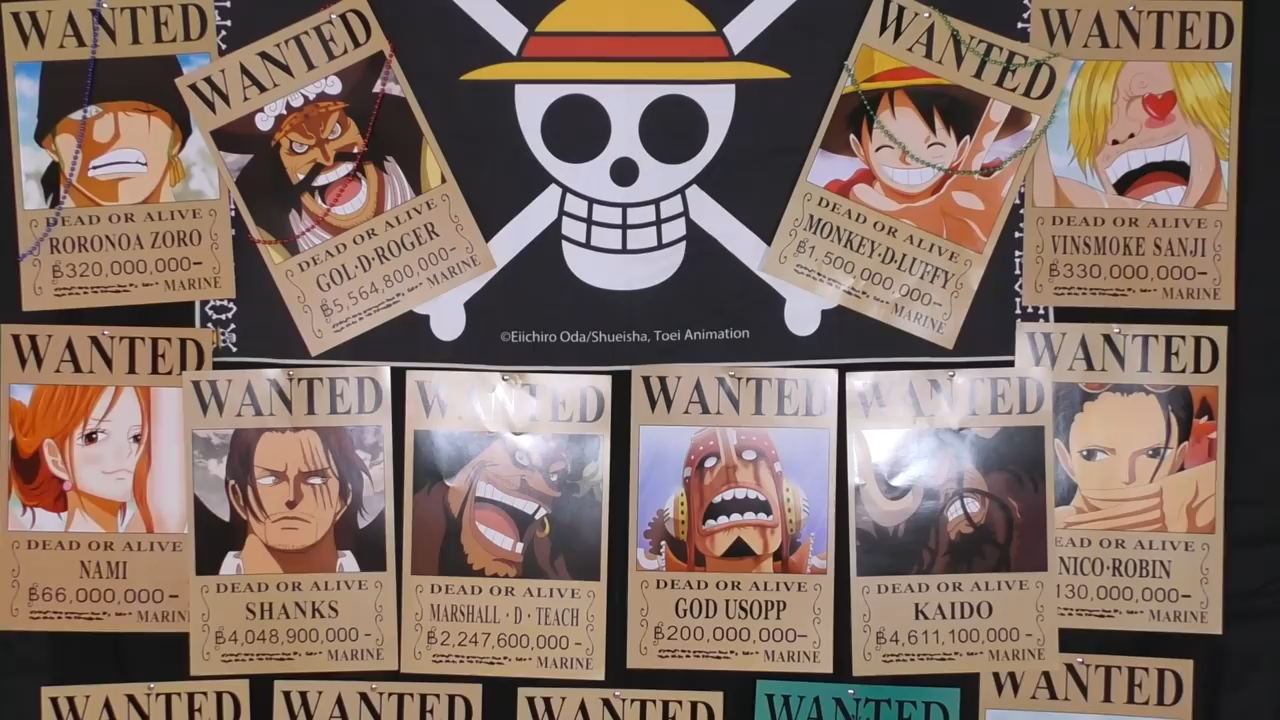 WANTED
DEAD OR ALIVE
RORONOA ZORO
฿320,000,000-
MARINE
WANTED
DEAD OR ALIVE
GOL·D·ROGER
฿5,564,800,000-
MARINE
WANTED
DEAD OR ALIVE
MONKEY·D·LUFFY
฿1,500,000,000-
MARINE
WANTED
DEAD OR ALIVE
VINSMOKE SANJI
฿330,000,000-
MARINE
©Eiichiro Oda/Shueisha, Toei Animation
WANTED
DEAD OR ALIVE
NAMI
฿66,000,000-
MARIN
WANTED
DEAD OR ALIVE
SHANKS
฿4,048,900,000-
MARINE
WANTED
DEAD OR ALIVE
MARSHALL·D·TEACH
฿2,247,600,000-
MARINE
WANTED
DEAD OR ALIVE
GOD USOPP
฿200,000,000-
MARINE
WANTED
DEAD OR ALIVE
KAIDO
฿4,611,100,000-
MARINE
WANTED
EAD OR ALIVE
NICO·ROBIN
130,000,000-
MARINE
WANTED
WANTED
WANTED
WANTED
WANTED